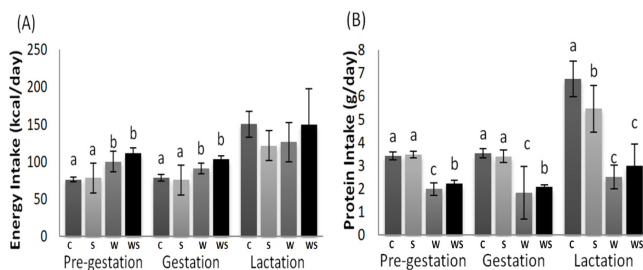 (A)
Energy Intake (kcal/day)
250
200
150
100
50
0
a a b b
a a b b
C S W WS C S W WS C S W WS
Pre-gestation Gestation Lactation
(B)
Protein Intake (g/day)
8
7
6
5
4
3
2
1
0
a a c b
a a c b
a b c c
C S W WS C S W WS C S W WS
Pre-gestation Gestation Lactation